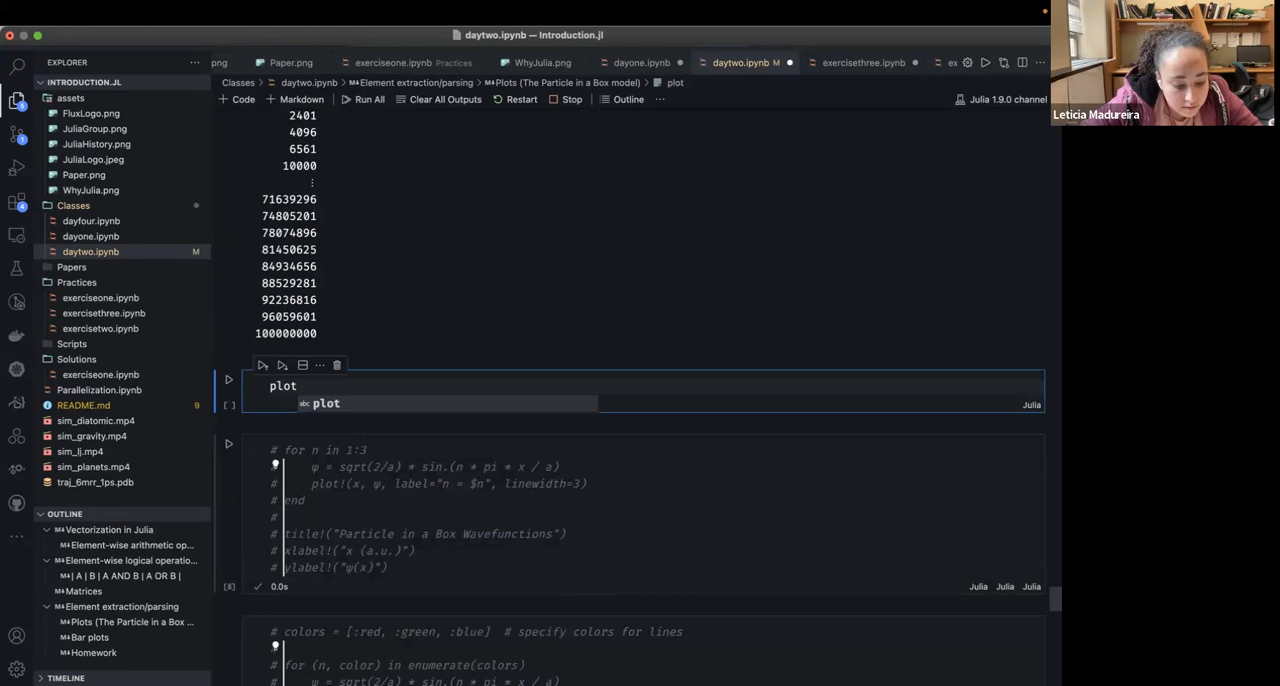 daytwo.ipynb — Introduction.jl
EXPLORER
...
png
Paper.png
exerciseone.ipynb Practices
WhyJulia.png
dayone.ipynb
daytwo.ipynb M
exercisethree.ipynb
ex
INTRODUCTION.JL
Classes > daytwo.ipynb > M↓Element extraction/parsing > M↓Plots (The Particle in a Box model) > plot
+ Code + Markdown Run All Clear All Outputs Restart Stop Outline ... Julia 1.9.0 channel
Leticia Madureira
assets
FluxLogo.png
JuliaGroup.png
JuliaHistory.png
JuliaLogo.jpeg
Paper.png
WhyJulia.png
Classes
dayfour.ipynb
dayone.ipynb
daytwo.ipynb M
Papers
Practices
exerciseone.ipynb
exercisethree.ipynb
exercisetwo.ipynb
Scripts
Solutions
exerciseone.ipynb
Parallelization.ipynb
README.md 9
sim_diatomic.mp4
sim_gravity.mp4
sim_lj.mp4
sim_planets.mp4
traj_6mrr_1ps.pdb
OUTLINE
M↓Vectorization in Julia
M↓Element-wise arithmetic op...
M↓Element-wise logical operatio...
M↓| A | B | A AND B | A OR B |
M↓Matrices
M↓Element extraction/parsing
M↓Plots (The Particle in a Box ...
M↓Bar plots
M↓Homework
TIMELINE
5
1
4
2401
4096
6561
10000
⋮
71639296
74805201
78074896
81450625
84934656
88529281
92236816
96059601
100000000
plot
abc plot
[ ]
Julia
# for n in 1:3
# ψ = sqrt(2/a) * sin.(n * pi * x / a)
# plot!(x, ψ, label="n = $n", linewidth=3)
# end
#
# title!("Particle in a Box Wavefunctions")
# xlabel!("x (a.u.)")
# ylabel!("ψ(x)")
[8] ✓ 0.0s
Julia Julia Julia
# colors = [:red, :green, :blue] # specify colors for lines
#
# for (n, color) in enumerate(colors)
# ψ = sqrt(2/a) * sin.(n * pi * x / a)